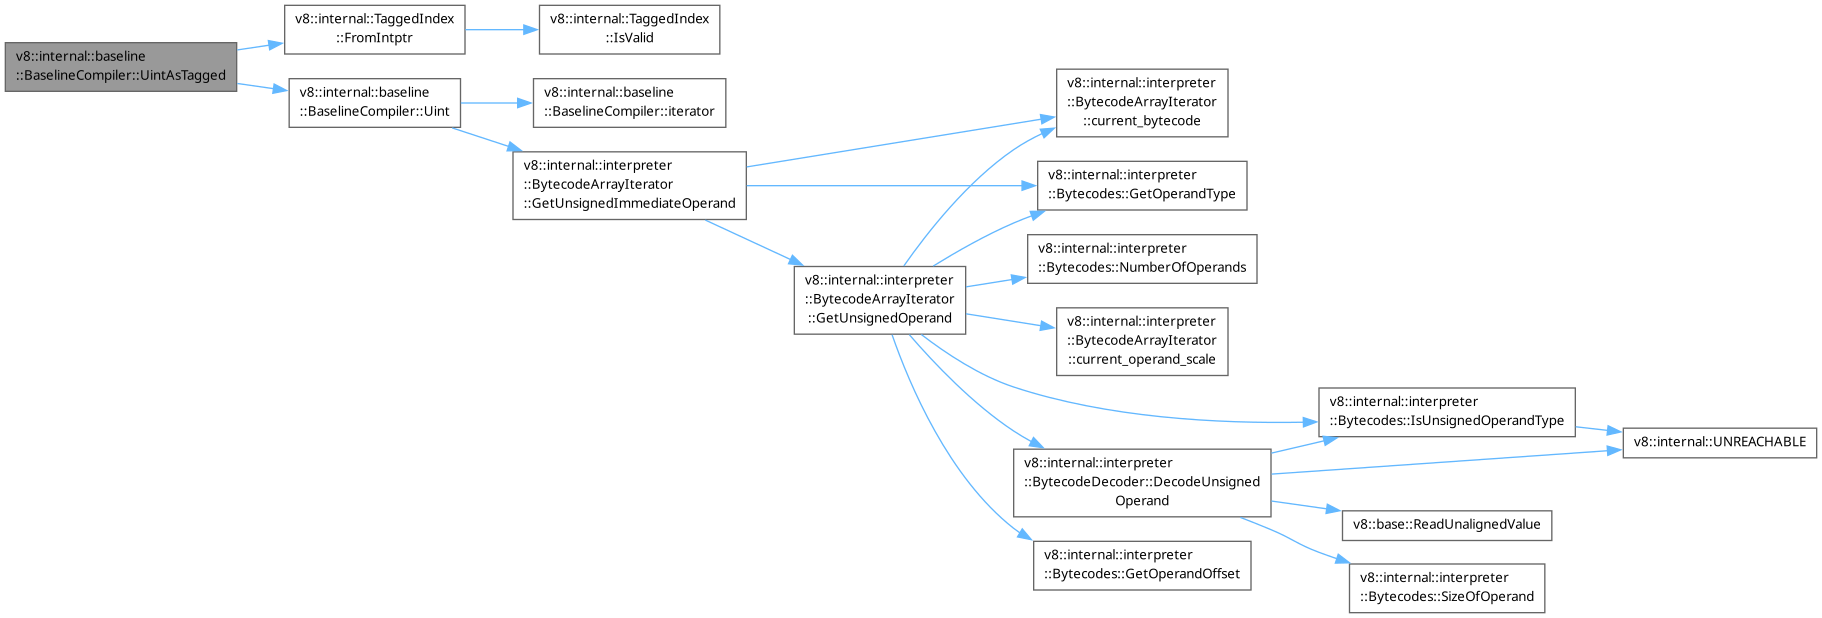 v8::internal::baseline
::BaselineCompiler::UintAsTagged
v8::internal::TaggedIndex
::FromIntptr
v8::internal::TaggedIndex
::IsValid
v8::internal::baseline
::BaselineCompiler::Uint
v8::internal::baseline
::BaselineCompiler::iterator
v8::internal::interpreter
::BytecodeArrayIterator
::GetUnsignedImmediateOperand
v8::internal::interpreter
::BytecodeArrayIterator
::current_bytecode
v8::internal::interpreter
::Bytecodes::GetOperandType
v8::internal::interpreter
::BytecodeArrayIterator
::GetUnsignedOperand
v8::internal::interpreter
::Bytecodes::NumberOfOperands
v8::internal::interpreter
::BytecodeArrayIterator
::current_operand_scale
v8::internal::interpreter
::Bytecodes::IsUnsignedOperandType
v8::internal::UNREACHABLE
v8::internal::interpreter
::BytecodeDecoder::DecodeUnsigned
Operand
v8::base::ReadUnalignedValue
v8::internal::interpreter
::Bytecodes::GetOperandOffset
v8::internal::interpreter
::Bytecodes::SizeOfOperand